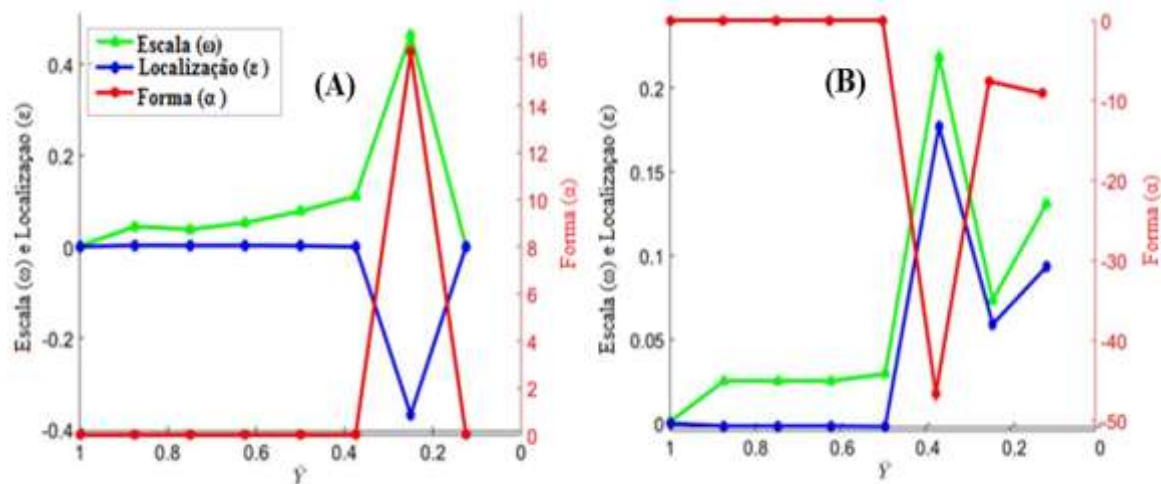 Escala (ω)
Localização (ε )
Forma (α )
(A)
Escala (ω) e Localização (ε)
0.4
0.2
0
-0.2
-0.4
16
14
12
10
8
6
4
2
0
Forma (α)
1 0.8 0.6 0.4 0.2 0
Ŷ
(B)
Escala (ω) e Localização (ε)
0.2
0.15
0.1
0.05
0
0
-10
-20
-30
-40
-50
Forma (α)
1 0.8 0.6 0.4 0.2 0
Ŷ